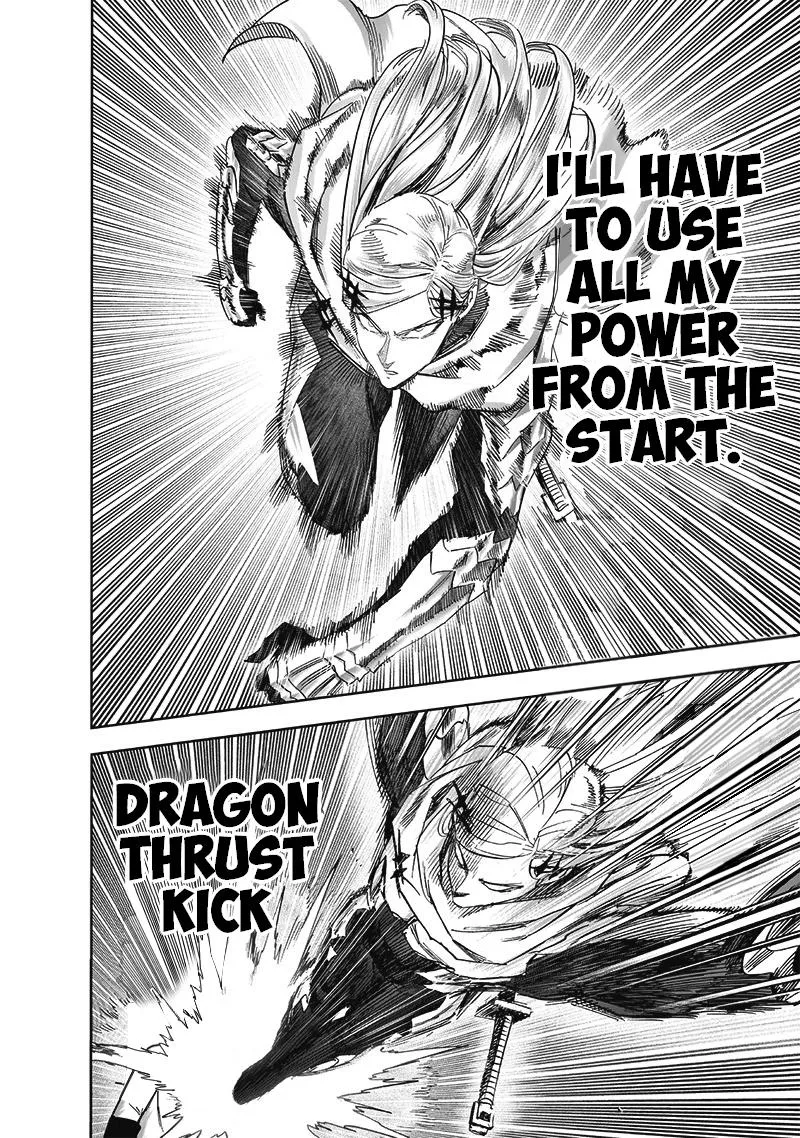 I'LL HAVE
TO USE
ALL MY
POWER
FROM THE
START.
DRAGON
THRUST
KICK